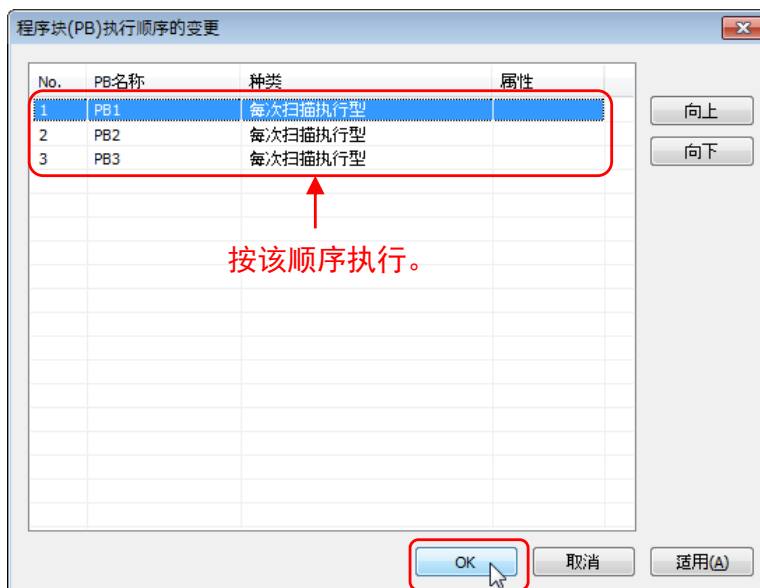 程序块(PB)执行顺序的变更
No. PB名称 种类 属性
1 PB1 每次扫描执行型
2 PB2 每次扫描执行型
3 PB3 每次扫描执行型
向上
向下
按该顺序执行。
OK 取消 适用(A)